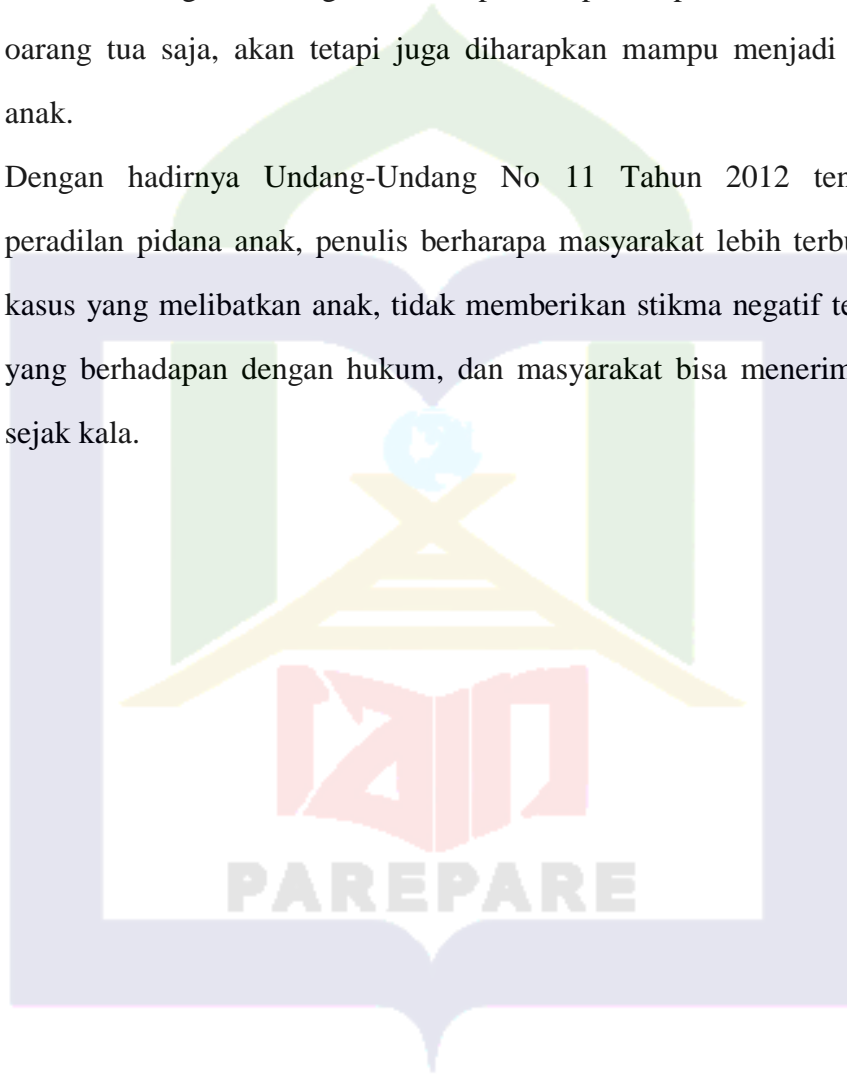 oarang tua saja, akan tetapi juga diharapkan mampu menjadi
anak.
Dengan hadirnya Undang-Undang No 11 Tahun 2012
peradilan pidana anak, penulis berharapa masyarakat lebih
kasus yang melibatkan anak, tidak memberikan stikma negatif
yang berhadapan dengan hukum, dan masyarakat bisa
sejak kala.
iain
PAREPARE